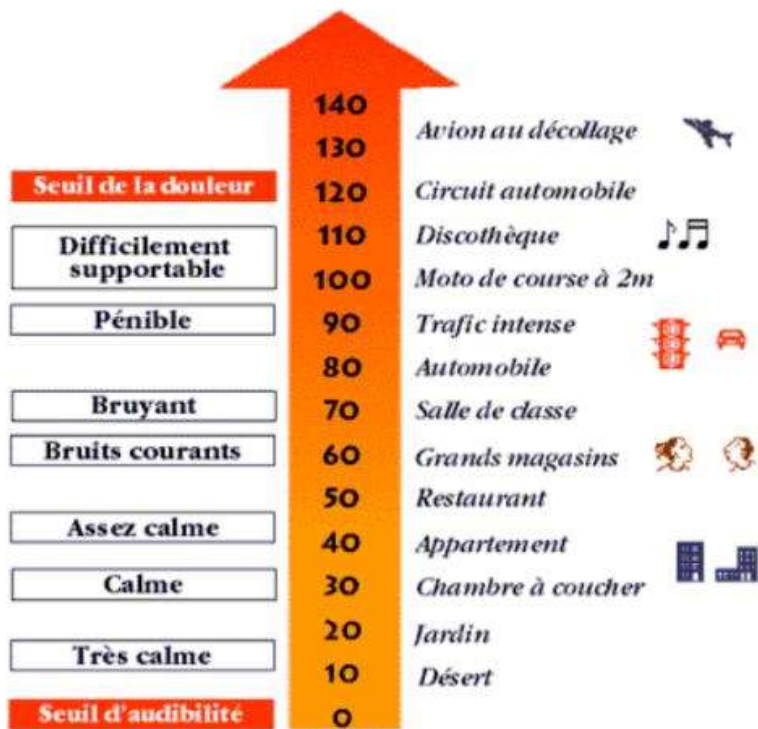 140
Avion au décollage
130
Seuil de la douleur
120
Circuit automobile
110
Discothèque
Difficilement
supportable
100
Moto de course à 2m
Pénible
90
Trafic intense
80
Automobile
Bruyant
70
Salle de classe
Bruits courants
60
Grands magasins
50
Restaurant
Assez calme
40
Appartement
Calme
30
Chambre à coucher
20
Jardin
Très calme
10
Désert
Seuil d'audibilité
0